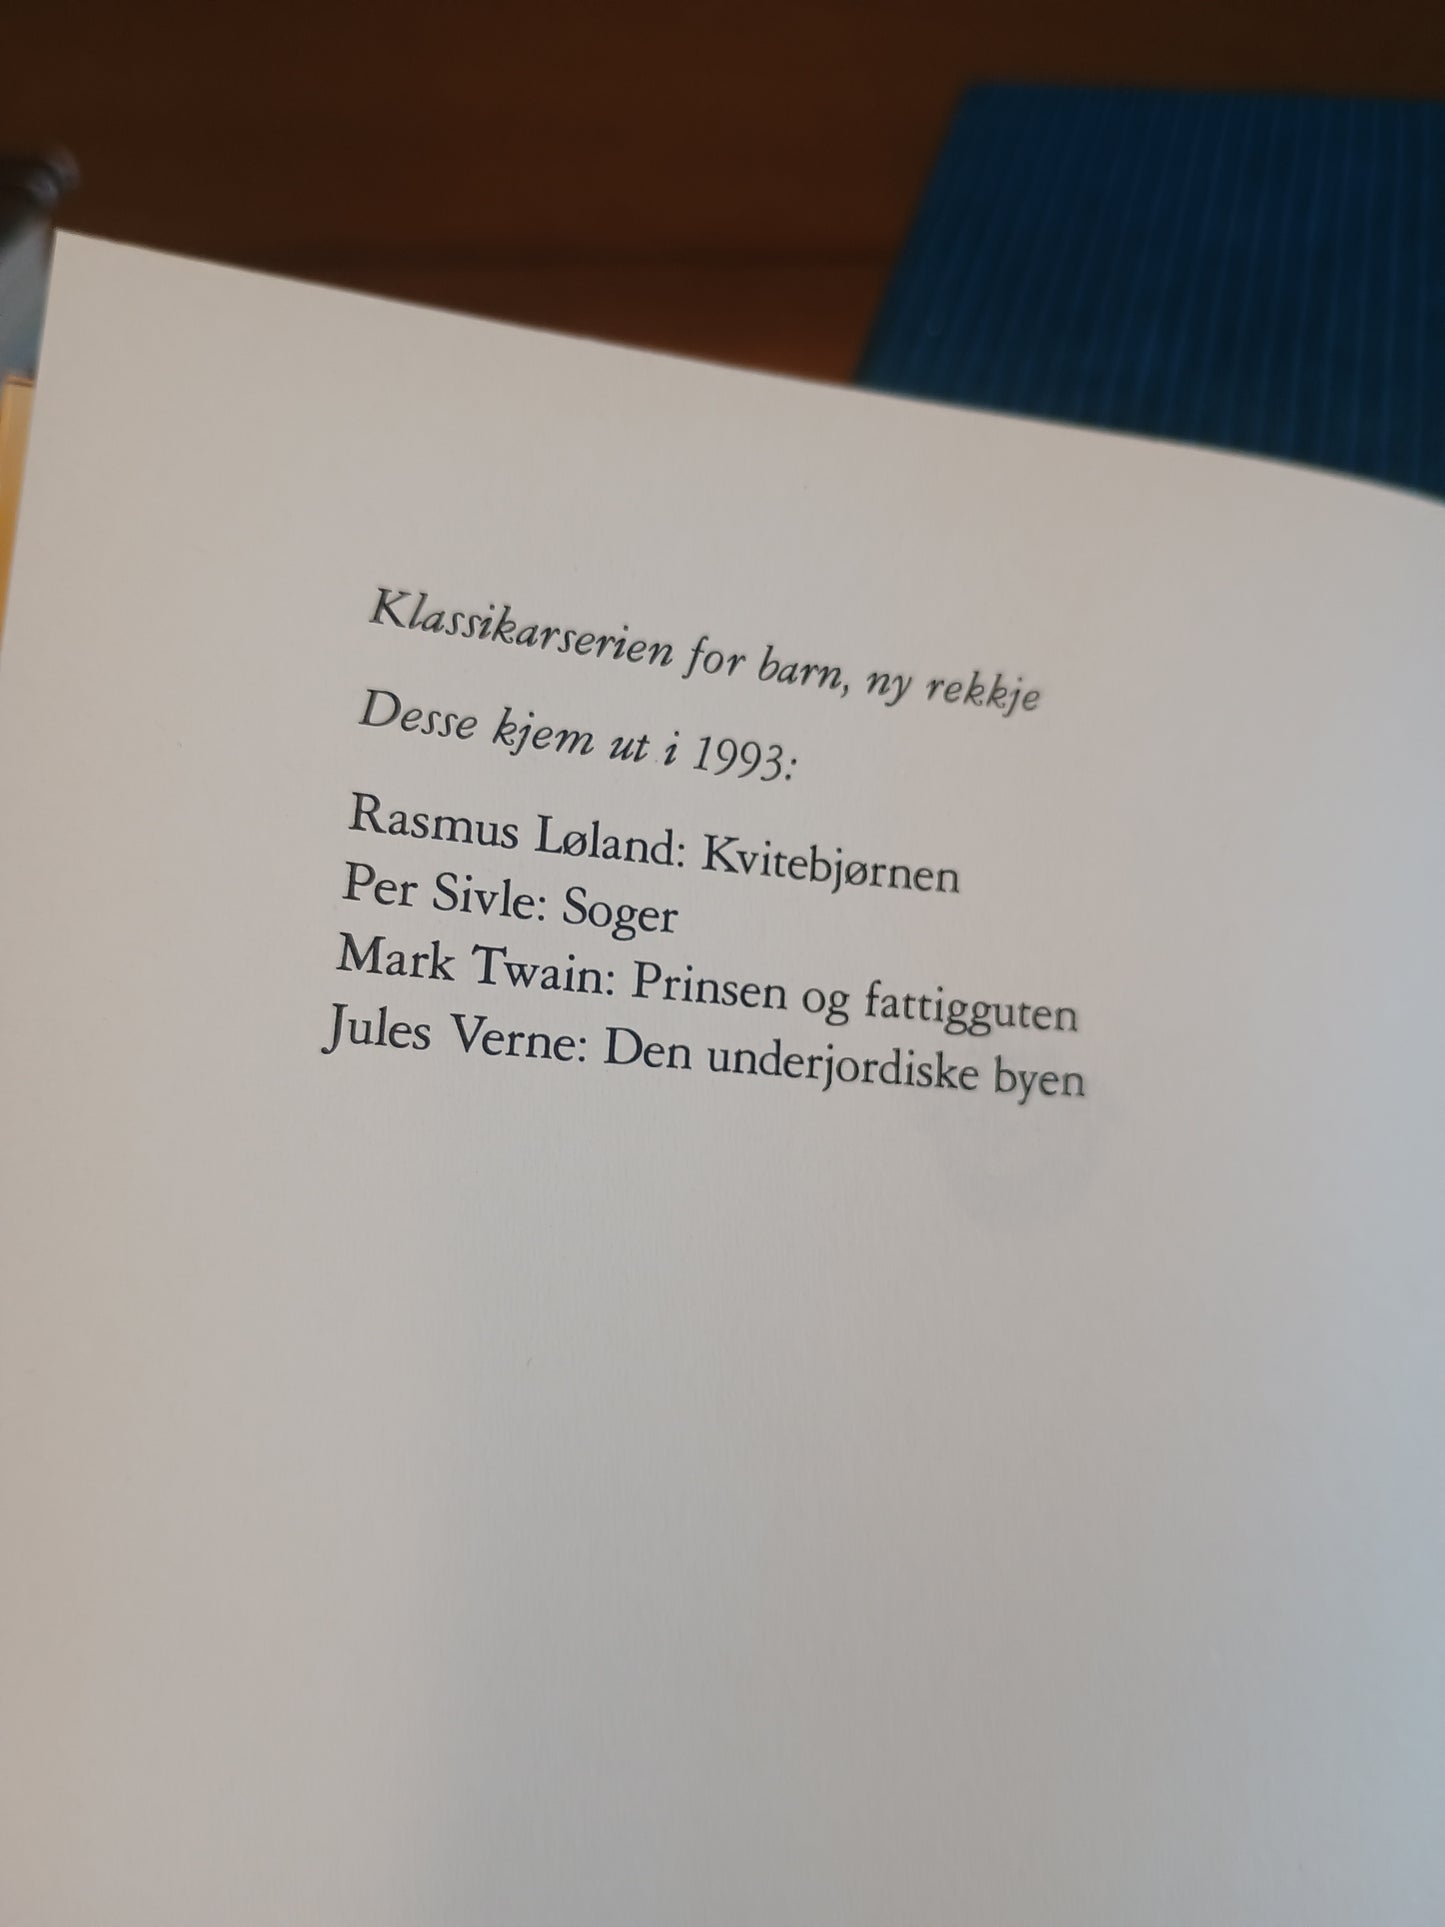 Klassikarserien for barn, ny rekkje
Desse kjem ut i 1993:
Rasmus Løland: Kvitebjørnen
Per Sivle: Soger
Mark Twain: Prinsen og fattigguten
Jules Verne: Den underjordiske byen